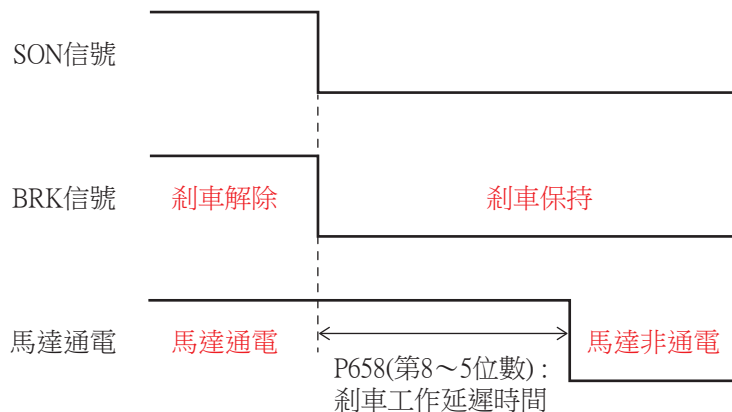 SON信號
BRK信號
剎車解除
剎車保持
馬達通電
馬達通電
馬達非通電
P658(第8～5位數) :
剎車工作延遲時間